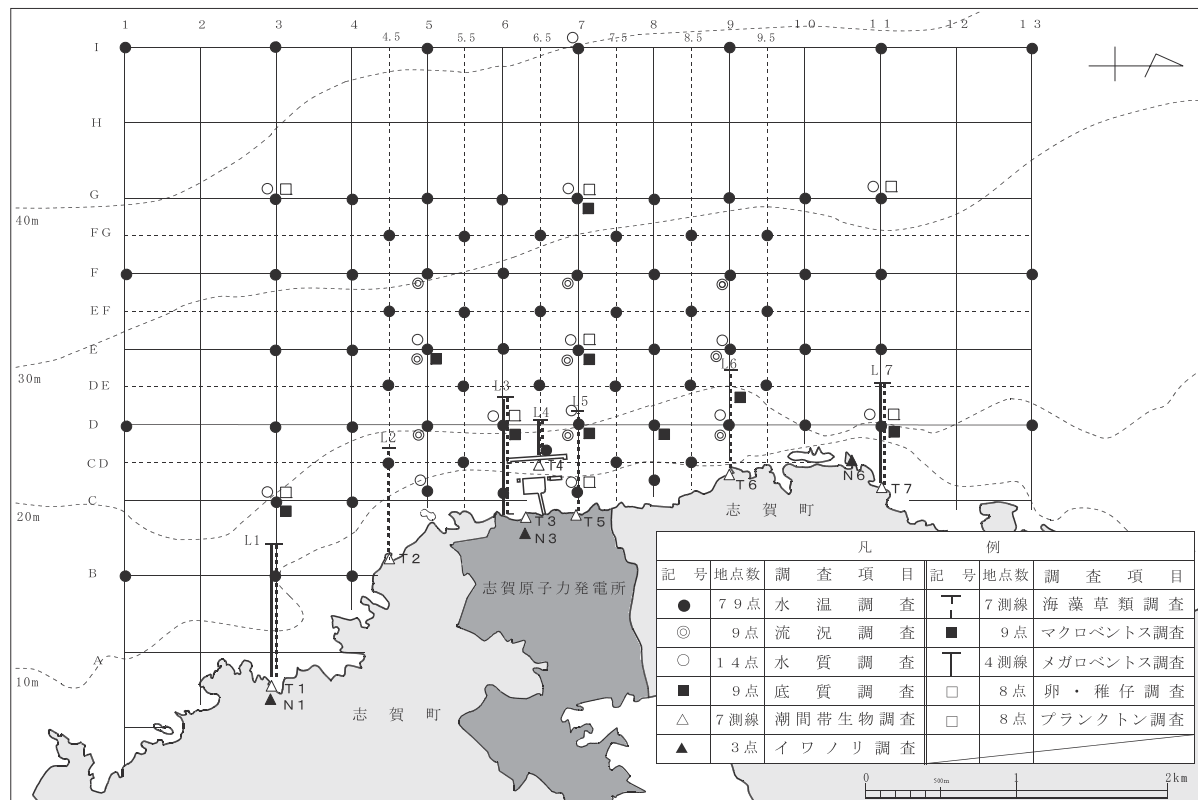 1 2 3 4 5 6 7 8 9 10 11 12 13
4.5 5.5 6.5 7.5 8.5 9.5
I
H
G
40m
FG
F
EF
E
30m
L6
DE
L3 L7
L5
L4
D
L2
CD
T4
T6 N6 T7
C
20m
志賀町
T3 T5
N3
L1
T2
B
志賀原子力発電所
A
10m
T1
N1
志賀町
凡 例
記号 地点数 調査項目 記号 地点数 調査項目
● 79点 水温調査 7測線 海藻草類調査
◎ 9点 流況調査 ■ 9点 マクロベントス調査
○ 14点 水質調査 4測線 メガロベントス調査
■ 9点 底質調査 □ 8点 卵・稚仔調査
△ 7測線 潮間帯生物調査 □ 8点 プランクトン調査
▲ 3点 イワノリ調査
0 500m 1 2km